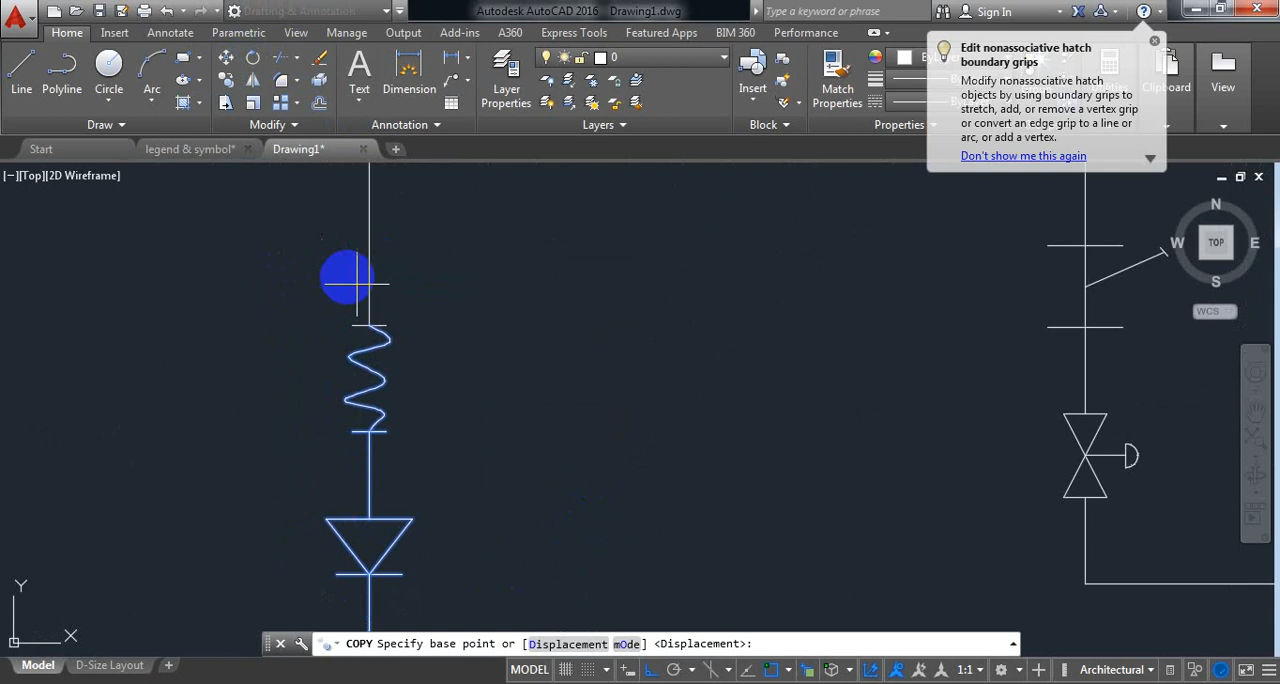 Drafting & Annotation
Autodesk AutoCAD 2016 Drawing1.dwg
Type a keyword or phrase
Sign In
Home Insert Annotate Parametric View Manage Output Add-ins A360 Express Tools Featured Apps BIM 360 Performance
Line Polyline Circle Arc
Text Dimension
Layer
Properties
0
Insert
Match
Properties
Clipboard View
Draw Modify Annotation Layers Block Properties
Edit nonassociative hatch
boundary grips
Modify nonassociative hatch
objects by using boundary grips to
stretch, add, or remove a vertex grip
or convert an edge grip to a line or
arc, or add a vertex.
Don't show me this again
Start legend & symbol* Drawing1*
[−][Top][2D Wireframe]
N
W TOP E
S
WCS
Y
X
COPY Specify base point or [Displacement mOde] <Displacement>:
Model D-Size Layout
MODEL 1:1 Architectural